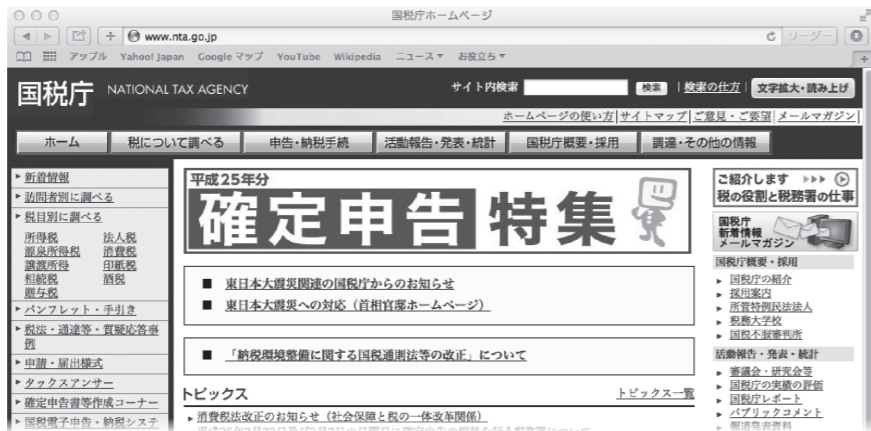 国税庁ホームページ
www.nta.go.jp
リーダー
アップル Yahoo! Japan Google マップ YouTube Wikipedia ニュース▼ お役立ち▼
国税庁 NATIONAL TAX AGENCY
サイト内検索 検索 | 検索の仕方 | 文字拡大・読み上げ
ホームページの使い方|サイトマップ|ご意見・ご要望|メールマガジン|
ホーム 税について調べる 申告・納税手続 活動報告・発表・統計 国税庁概要・採用 調達・その他の情報
新着情報
訪問者別に調べる
税目別に調べる
所得税 法人税
源泉所得税 消費税
譲渡所得 印紙税
相続税 酒税
贈与税
パンフレット・手引き
税法・通達等・質疑応答事
例
申請・届出様式
タックスアンサー
確定申告書等作成コーナー
国税電子申告・納税システ
平成25年分
確定申告特集
■ 東日本大震災関連の国税庁からのお知らせ
■ 東日本大震災への対応（首相官邸ホームページ）
■ 「納税環境整備に関する国税通則法等の改正」について
トピックス トピックス一覧
消費税法改正のお知らせ（社会保障と税の一体改革関係）
ご紹介します
税の役割と税務署の仕事
国税庁
新着情報
メールマガジン
国税庁概要・採用
国税庁の紹介
採用案内
所管特例民法法人
税務大学校
国税不服審判所
活動報告・発表・統計
審議会・研究会等
国税庁の実績の評価
国税庁レポート
パブリックコメント
報道発表資料